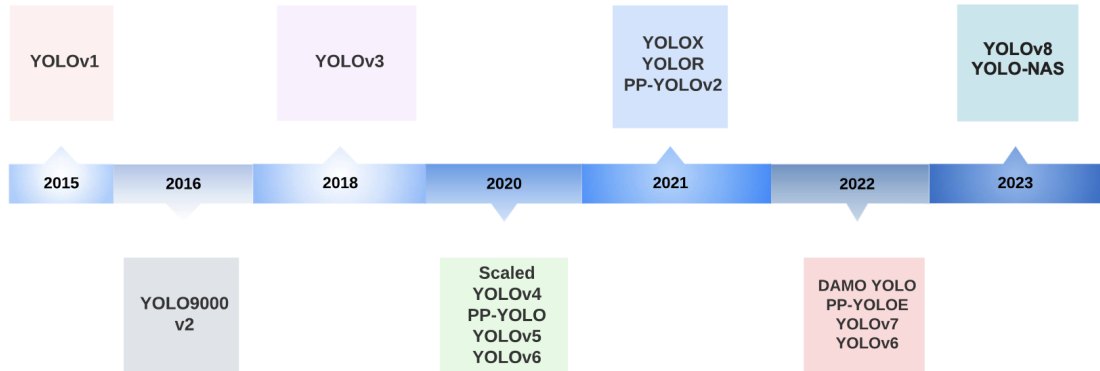 YOLOv1
YOLOv3
YOLOX
YOLOR
PP-YOLOv2
YOLOv8
YOLO-NAS
2015
2016
2018
2020
2021
2022
2023
YOLO9000
v2
Scaled
YOLOv4
PP-YOLO
YOLOv5
YOLOv6
DAMO YOLO
PP-YOLOE
YOLOv7
YOLOv6